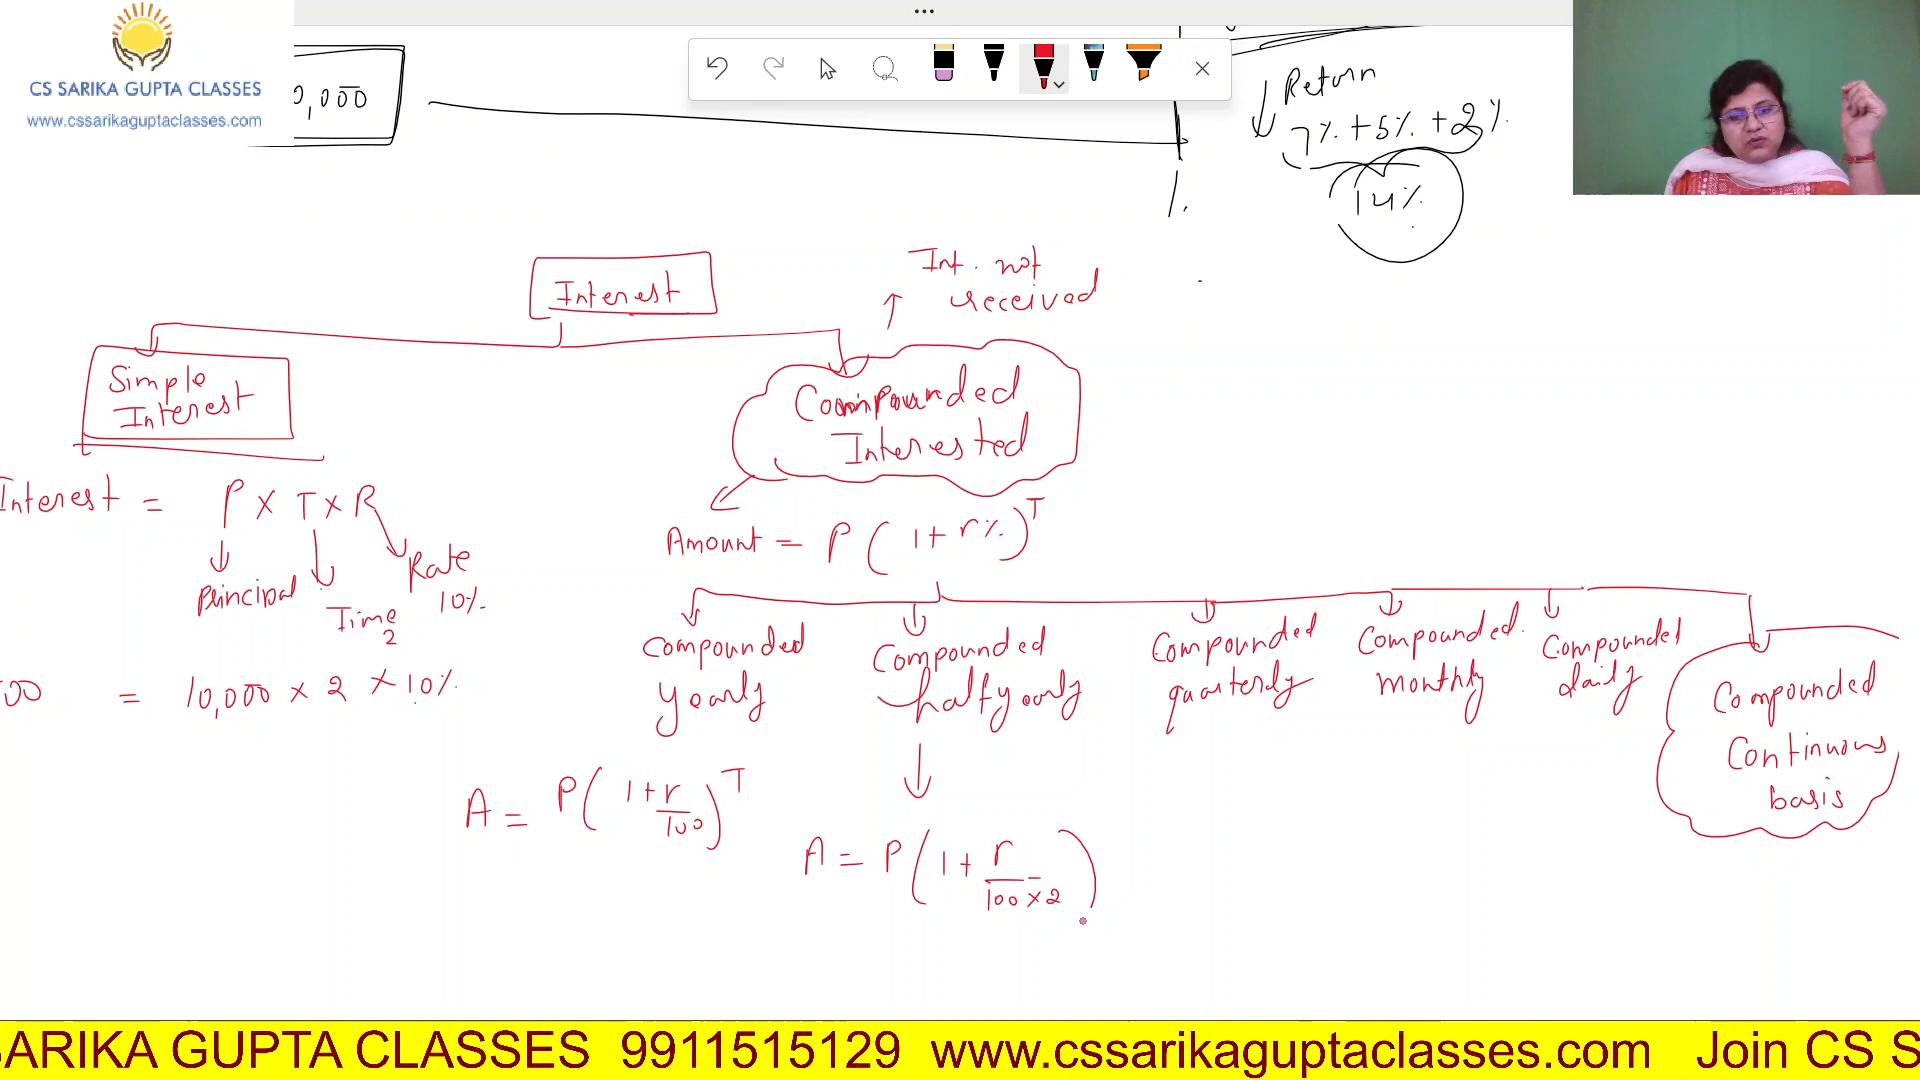 CS SARIKA GUPTA CLASSES
www.cssarikaguptaclasses.com
0,000
Return
7% + 5% + 2%
14%
Interest
Int. not
received
Simple
Interest
Compounded
Interested
Interest = P x T x R
Principal
Time
2
Rate
10%
Amount = P ( 1 + r% )^T
00 = 10,000 x 2 x 10%.
Compounded
yearly
Compounded
halfyearly
Compounded
quarterly
Compounded.
monthly
Compounded
daily
Compounded
Continuous
basis
A = P ( 1 + r/100 )^T
A = P ( 1 + r/100 x 2 )
SARIKA GUPTA CLASSES 9911515129 www.cssarikaguptaclasses.com Join CS S